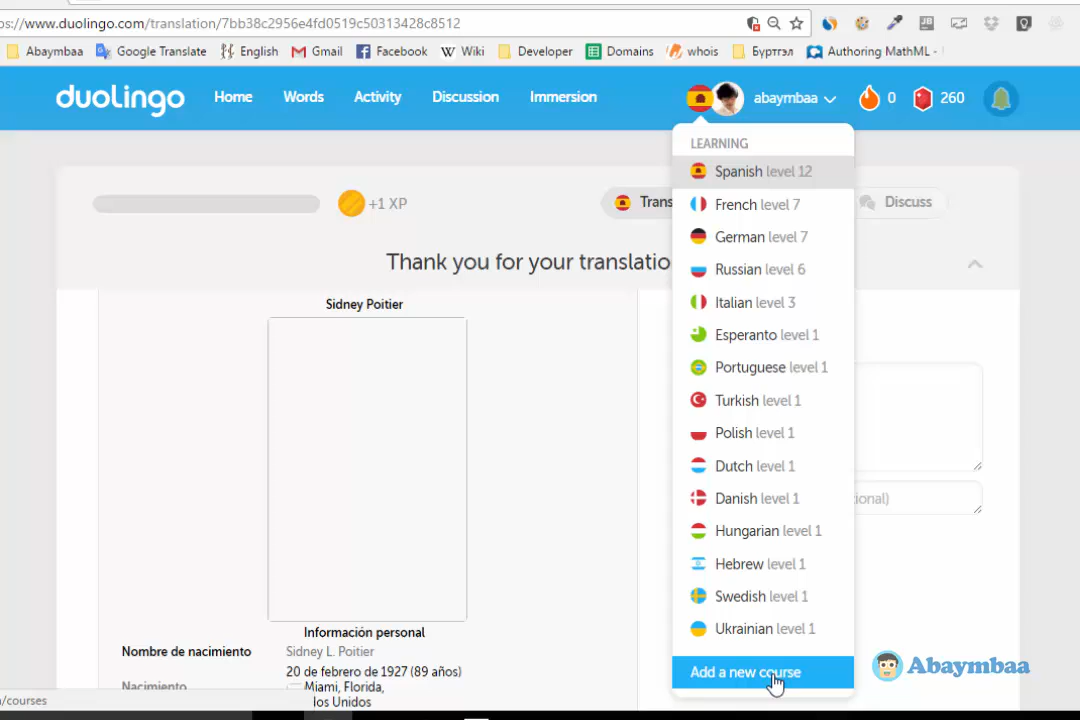 ps://www.duolingo.com/translation/7bb38c2956e4fd0519c50313428c8512
Abaymbaa Google Translate English Gmail Facebook Wiki Developer Domains whois Бүртгэл Authoring MathML -
duolingo Home Words Activity Discussion Immersion abaymbaa 0 260
LEARNING
Spanish level 12
French level 7
German level 7
Russian level 6
Italian level 3
Esperanto level 1
Portuguese level 1
Turkish level 1
Polish level 1
Dutch level 1
Danish level 1
Hungarian level 1
Hebrew level 1
Swedish level 1
Ukrainian level 1
Add a new course
+1 XP Trans Discuss
Thank you for your translatio
Sidney Poitier
ional)
Información personal
Nombre de nacimiento Sidney L. Poitier
20 de febrero de 1927 (89 años)
Nacimiento Miami, Florida,
los Undidos
Abaymbaa
/courses